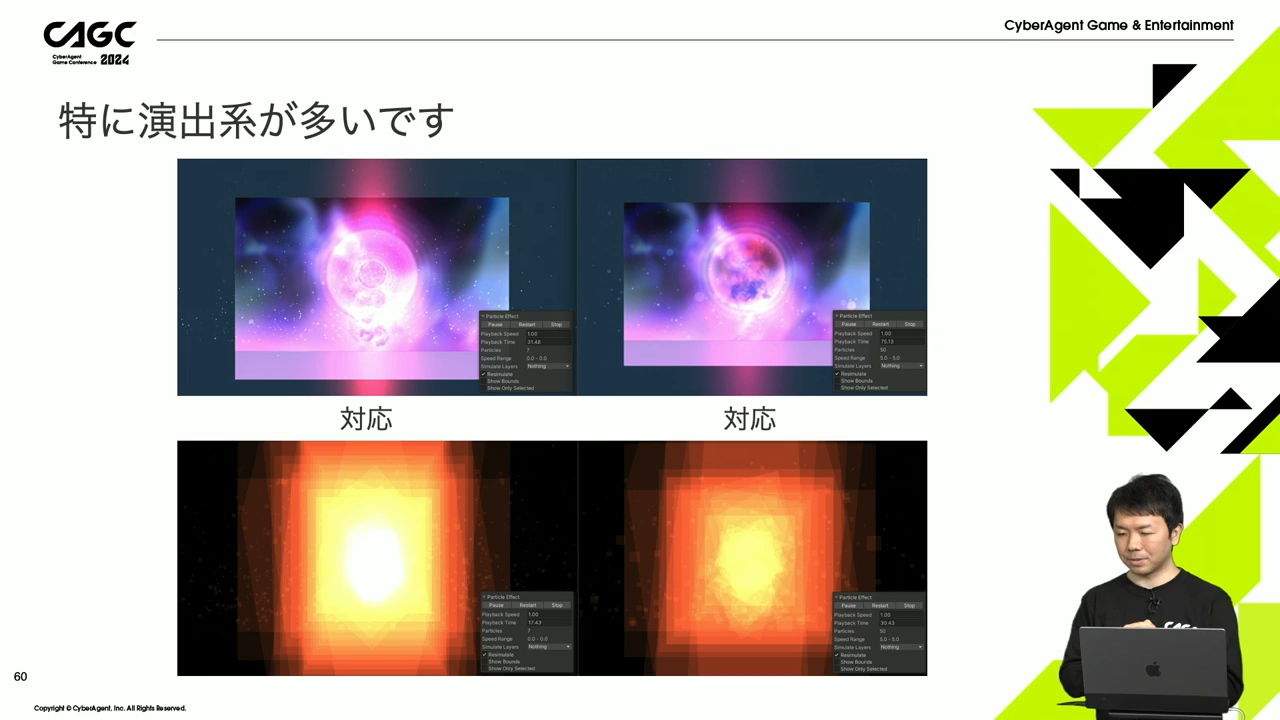 CAGC
CyberAgent
Game Conference 2024
CyberAgent Game & Entertainment
特に演出系が多いです
Particle Effect
Pause Restart Stop
Playback Speed 1.00
Playback Time 31.48
Particles 7
Speed Range 0.0 - 0.0
Simulate Layers Nothing
Resimulate
Show Bounds
Show Only Selected
Particle Effect
Pause Restart Stop
Playback Speed 1.00
Playback Time 75.13
Particles 50
Speed Range 5.0 - 5.0
Simulate Layers Nothing
Resimulate
Show Bounds
Show Only Selected
対応
対応
Particle Effect
Pause Restart Stop
Playback Speed 1.00
Playback Time 17.43
Particles 7
Speed Range 0.0 - 0.0
Simulate Layers Nothing
Resimulate
Show Bounds
Show Only Selected
Particle Effect
Pause Restart Stop
Playback Speed 1.00
Playback Time 30.43
Particles 50
Speed Range 5.0 - 5.0
Simulate Layers Nothing
Resimulate
Show Bounds
Show Only Selected
60
Copyright © CyberAgent, Inc. All Rights Reserved.